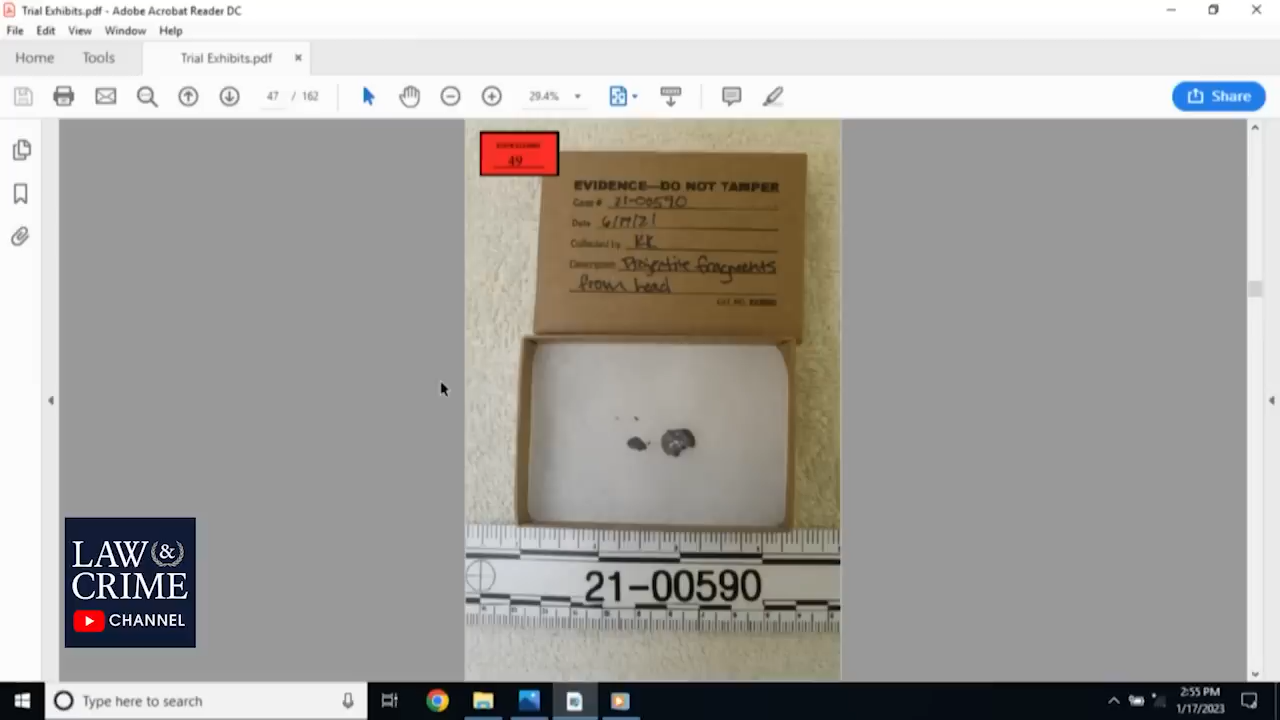 Trial Exhibits.pdf - Adobe Acrobat Reader DC
File Edit View Window Help
Home Tools Trial Exhibits.pdf
47 / 162 29.4% Share
49
EVIDENCE—DO NOT TAMPER
Case # 21-00590
Date 6/19/21
Collected by KK
Description Projectile fragments
from head
CAT. NO.
21-00590
LAW &
CRIME
CHANNEL
Type here to search
2:55 PM
1/17/2023